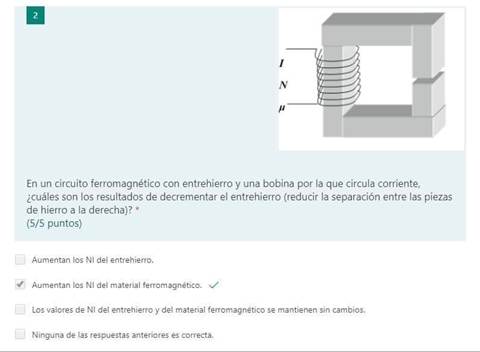 2
I
N
μ
En un circuito ferromagnético con entrehierro y una bobina por la que circula corriente,
¿cuáles son los resultados de decrementar el entrehierro (reducir la separación entre las piezas
de hierro a la derecha)? *
(5/5 puntos)
Aumentan los NI del entrehierro.
Aumentan los NI del material ferromagnético.
Los valores de NI del entrehierro y del material ferromagnético se mantienen sin cambios.
Ninguna de las respuestas anteriores es correcta.